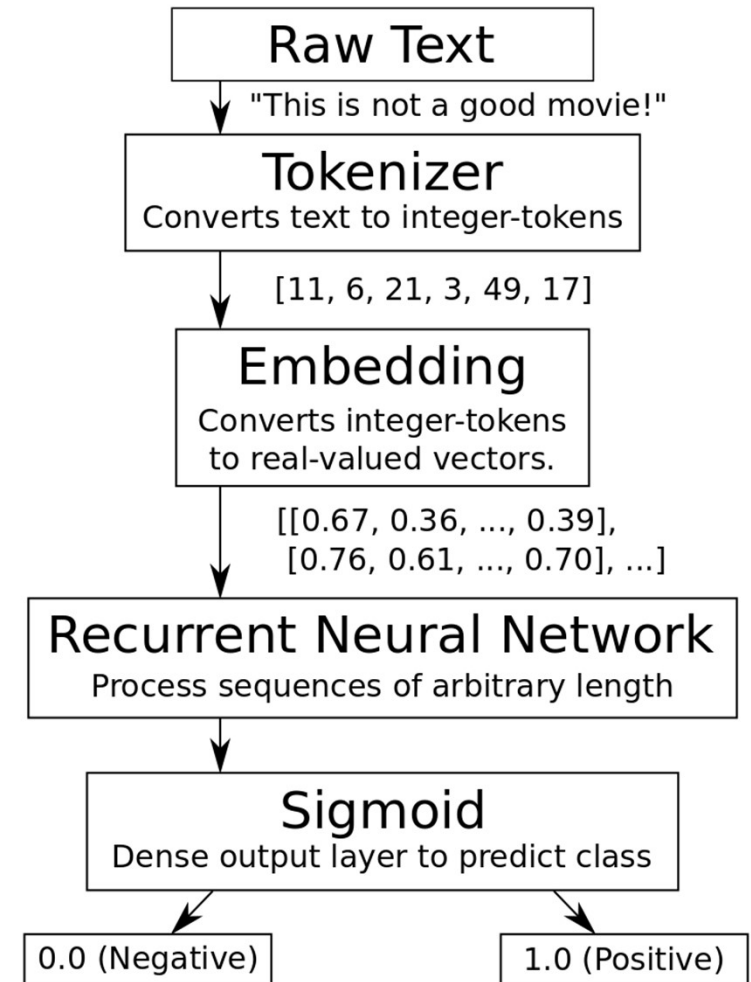 Raw Text
"This is not a good movie!"
Tokenizer
Converts text to integer-tokens
[11, 6, 21, 3, 49, 17]
Embedding
Converts integer-tokens
to real-valued vectors.
[[0.67, 0.36, ..., 0.39],
[0.76, 0.61, ..., 0.70], ...]
Recurrent Neural Network
Process sequences of arbitrary length
Sigmoid
Dense output layer to predict class
0.0 (Negative)
1.0 (Positive)